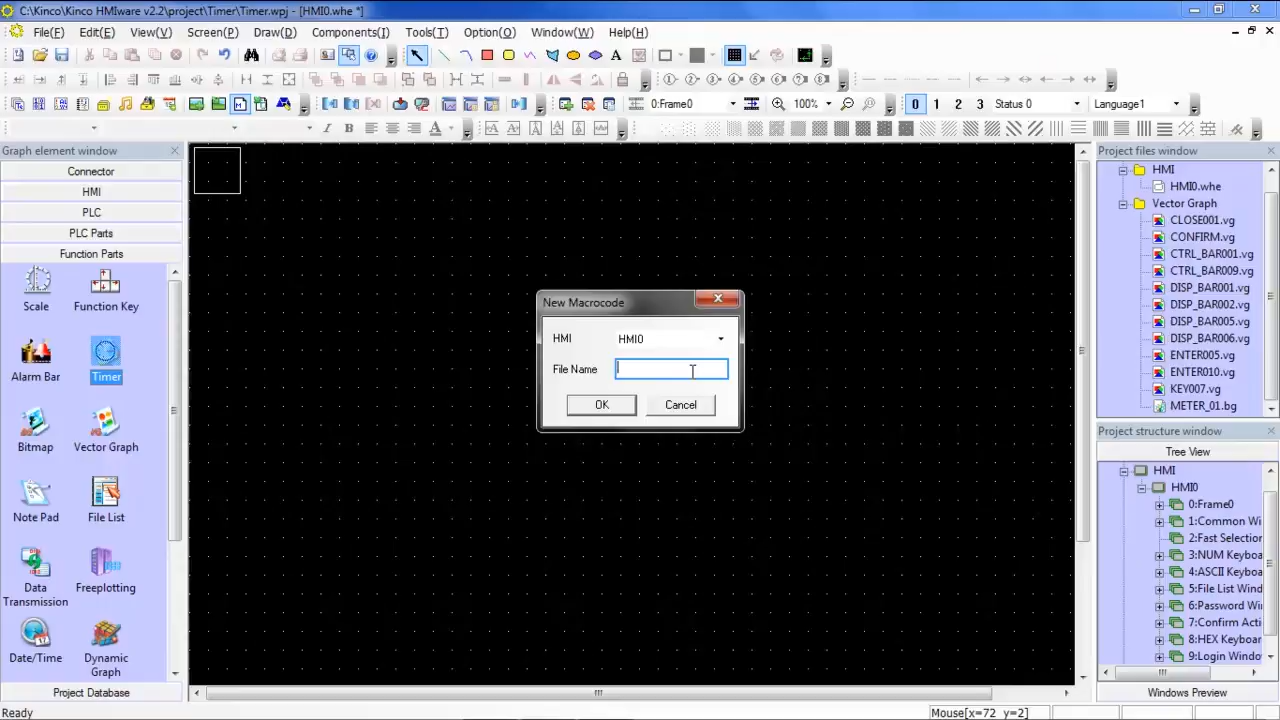 C:\Kinco\Kinco HMIware v2.2\project\Timer\Timer.wpj - [HMI0.whe *]
File(F) Edit(E) View(V) Screen(P) Draw(D) Components(I) Tools(T) Option(O) Window(W) Help(H)
0:Frame0 100% 0 1 2 3 Status 0 Language1
Graph element window
Connector
HMI
PLC
PLC Parts
Function Parts
Scale Function Key
Alarm Bar Timer
Bitmap Vector Graph
Note Pad File List
Data Transmission Freeplotting
Date/Time Dynamic Graph
Project Database
New Macrocode
HMI HMI0
File Name
OK Cancel
Project files window
HMI
HMI0.whe
Vector Graph
CLOSE001.vg
CONFIRM.vg
CTRL_BAR001.vg
CTRL_BAR009.vg
DISP_BAR001.vg
DISP_BAR002.vg
DISP_BAR005.vg
DISP_BAR006.vg
ENTER005.vg
ENTER010.vg
KEY007.vg
METER_01.bg
Project structure window
Tree View
HMI
HMI0
0:Frame0
1:Common Wi
2:Fast Selection
3:NUM Keyboa
4:ASCII Keyboa
5:File List Wind
6:Password Wi
7:Confirm Acti
8:HEX Keyboar
9:Login Windo
Windows Preview
Ready Mouse[x=72 y=2]